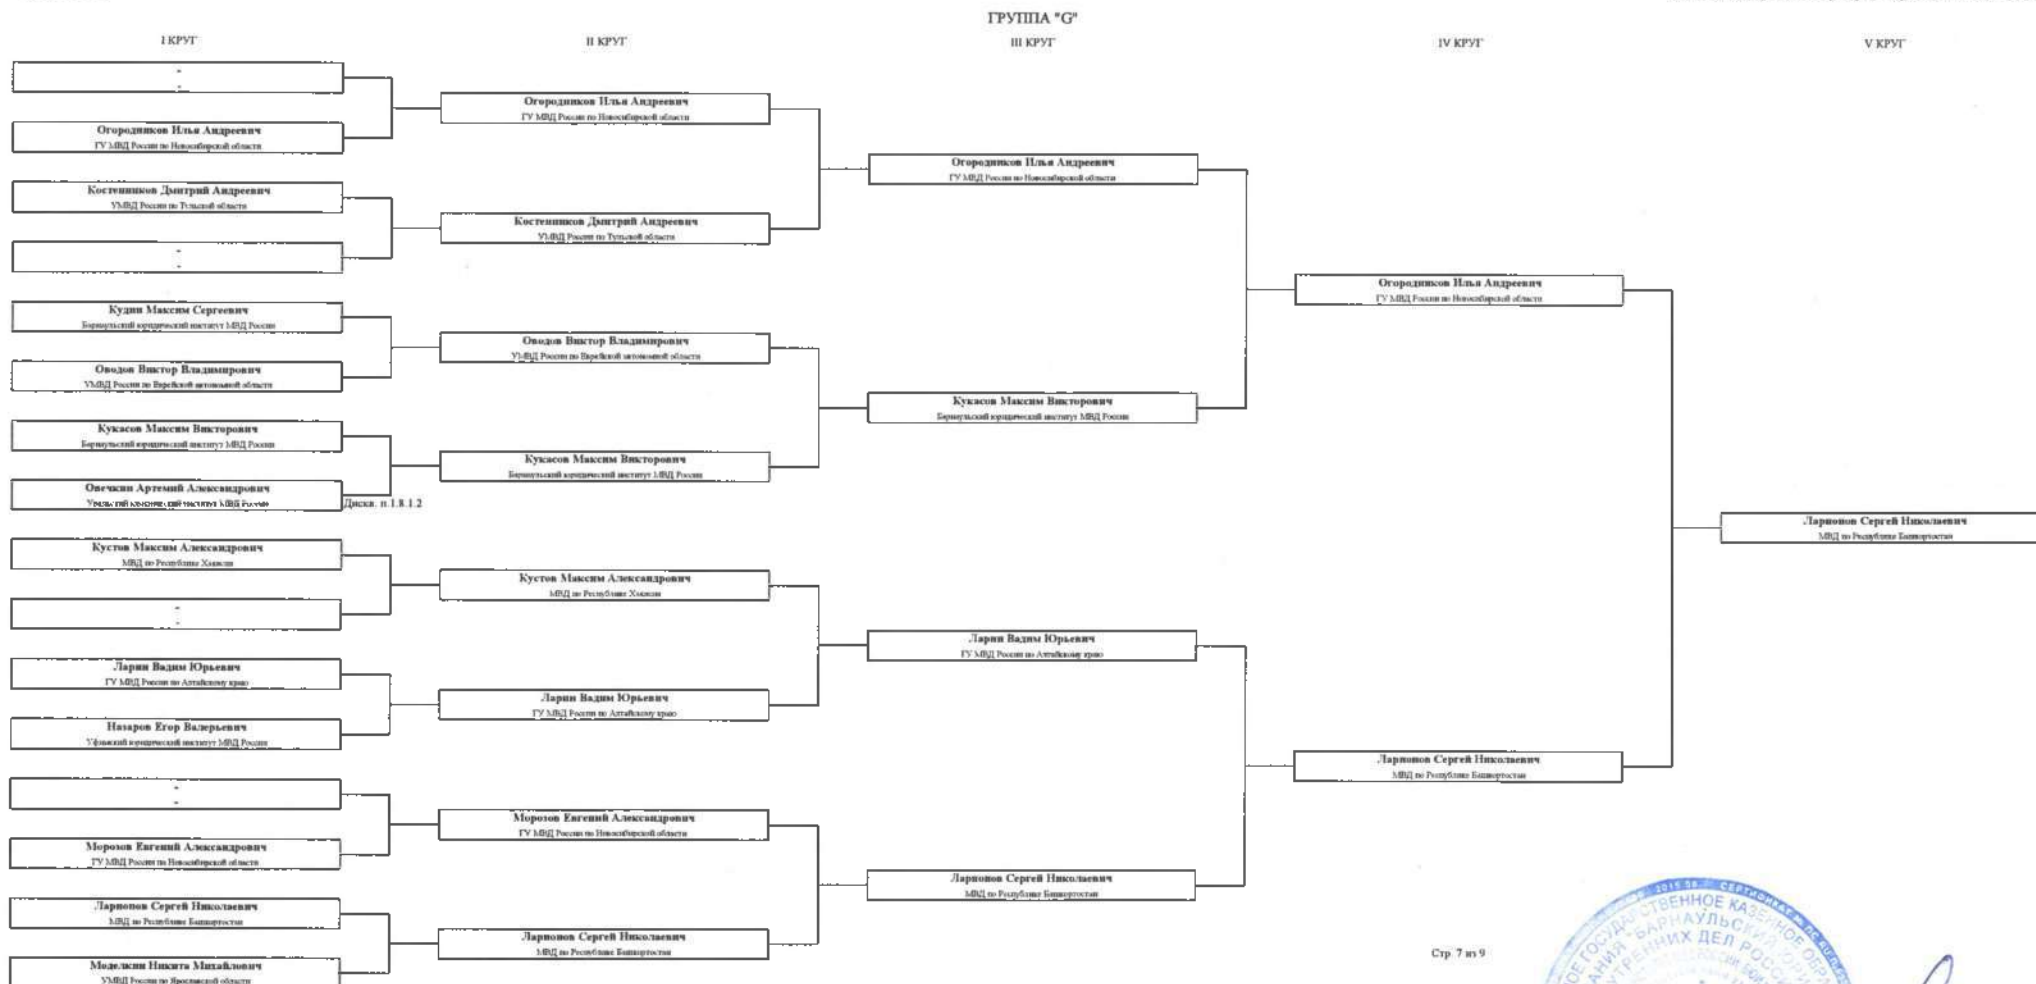 ГРУППА "G"
I КРУГ
II КРУГ
III КРУГ
IV КРУГ
V КРУГ
-
-
Огородников Илья Андреевич
ГУ МВД России по Новосибирской области
Костенников Дмитрий Андреевич
УМВД России по Тульской области
-
-
Кудин Максим Сергеевич
Барнаульский юридический институт МВД России
Оводов Виктор Владимирович
УМВД России по Еврейской автономной области
Кукасов Максим Викторович
Барнаульский юридический институт МВД России
Овечкин Артемий Александрович
Уральский юридический институт МВД России
Дискв. п.1.8.1.2
Кустов Максим Александрович
МВД по Республике Хакасия
-
-
Ларин Вадим Юрьевич
ГУ МВД России по Алтайскому краю
Назаров Егор Валерьевич
Уфимский юридический институт МВД России
-
-
Морозов Евгений Александрович
ГУ МВД России по Новосибирской области
Ларионов Сергей Николаевич
МВД по Республике Башкортостан
Моделкин Никита Михайлович
УМВД России по Ярославской области
Огородников Илья Андреевич
ГУ МВД России по Новосибирской области
Костенников Дмитрий Андреевич
УМВД России по Тульской области
Оводов Виктор Владимирович
УМВД России по Еврейской автономной области
Кукасов Максим Викторович
Барнаульский юридический институт МВД России
Кустов Максим Александрович
МВД по Республике Хакасия
Ларин Вадим Юрьевич
ГУ МВД России по Алтайскому краю
Морозов Евгений Александрович
ГУ МВД России по Новосибирской области
Ларионов Сергей Николаевич
МВД по Республике Башкортостан
Огородников Илья Андреевич
ГУ МВД России по Новосибирской области
Кукасов Максим Викторович
Барнаульский юридический институт МВД России
Ларин Вадим Юрьевич
ГУ МВД России по Алтайскому краю
Ларионов Сергей Николаевич
МВД по Республике Башкортостан
Огородников Илья Андреевич
ГУ МВД России по Новосибирской области
Ларионов Сергей Николаевич
МВД по Республике Башкортостан
Ларионов Сергей Николаевич
МВД по Республике Башкортостан
Стр. 7 из 9